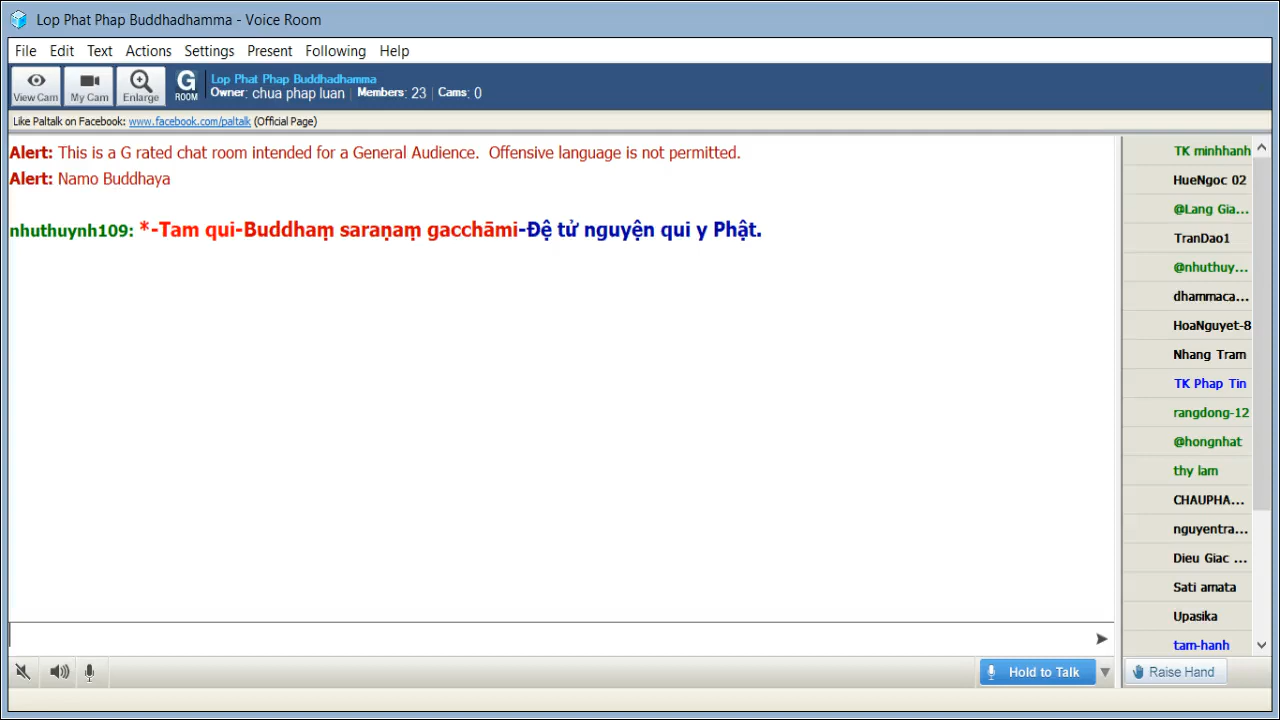 Lop Phat Phap Buddhadhamma - Voice Room
File Edit Text Actions Settings Present Following Help
View Cam My Cam Enlarge G ROOM
Lop Phat Phap Buddhadhamma
Owner: chua phap luan Members: 23 Cams: 0
Like Paltalk on Facebook: www.facebook.com/paltalk (Official Page)
Alert: This is a G rated chat room intended for a General Audience. Offensive language is not permitted.
Alert: Namo Buddhaya
nhuthuynh109: *-Tam qui-Buddhaṃ saraṇaṃ gacchāmi-Đệ tử nguyện qui y Phật.
TK minhhanh
HueNgoc 02
@Lang Gia...
TranDao1
@nhuthuy...
dhammaca...
HoaNguyet-8
Nhang Tram
TK Phap Tin
rangdong-12
@hongnhat
thy lam
CHAUPHA...
nguyentra...
Dieu Giac ...
Sati amata
Upasika
tam-hanh
Hold to Talk
Raise Hand